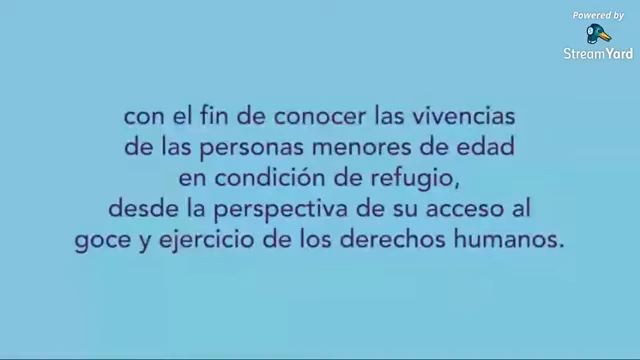 Powered by
StreamYard
con el fin de conocer las vivencias
de las personas menores de edad
en condición de refugio,
desde la perspectiva de su acceso al
goce y ejercicio de los derechos humanos.